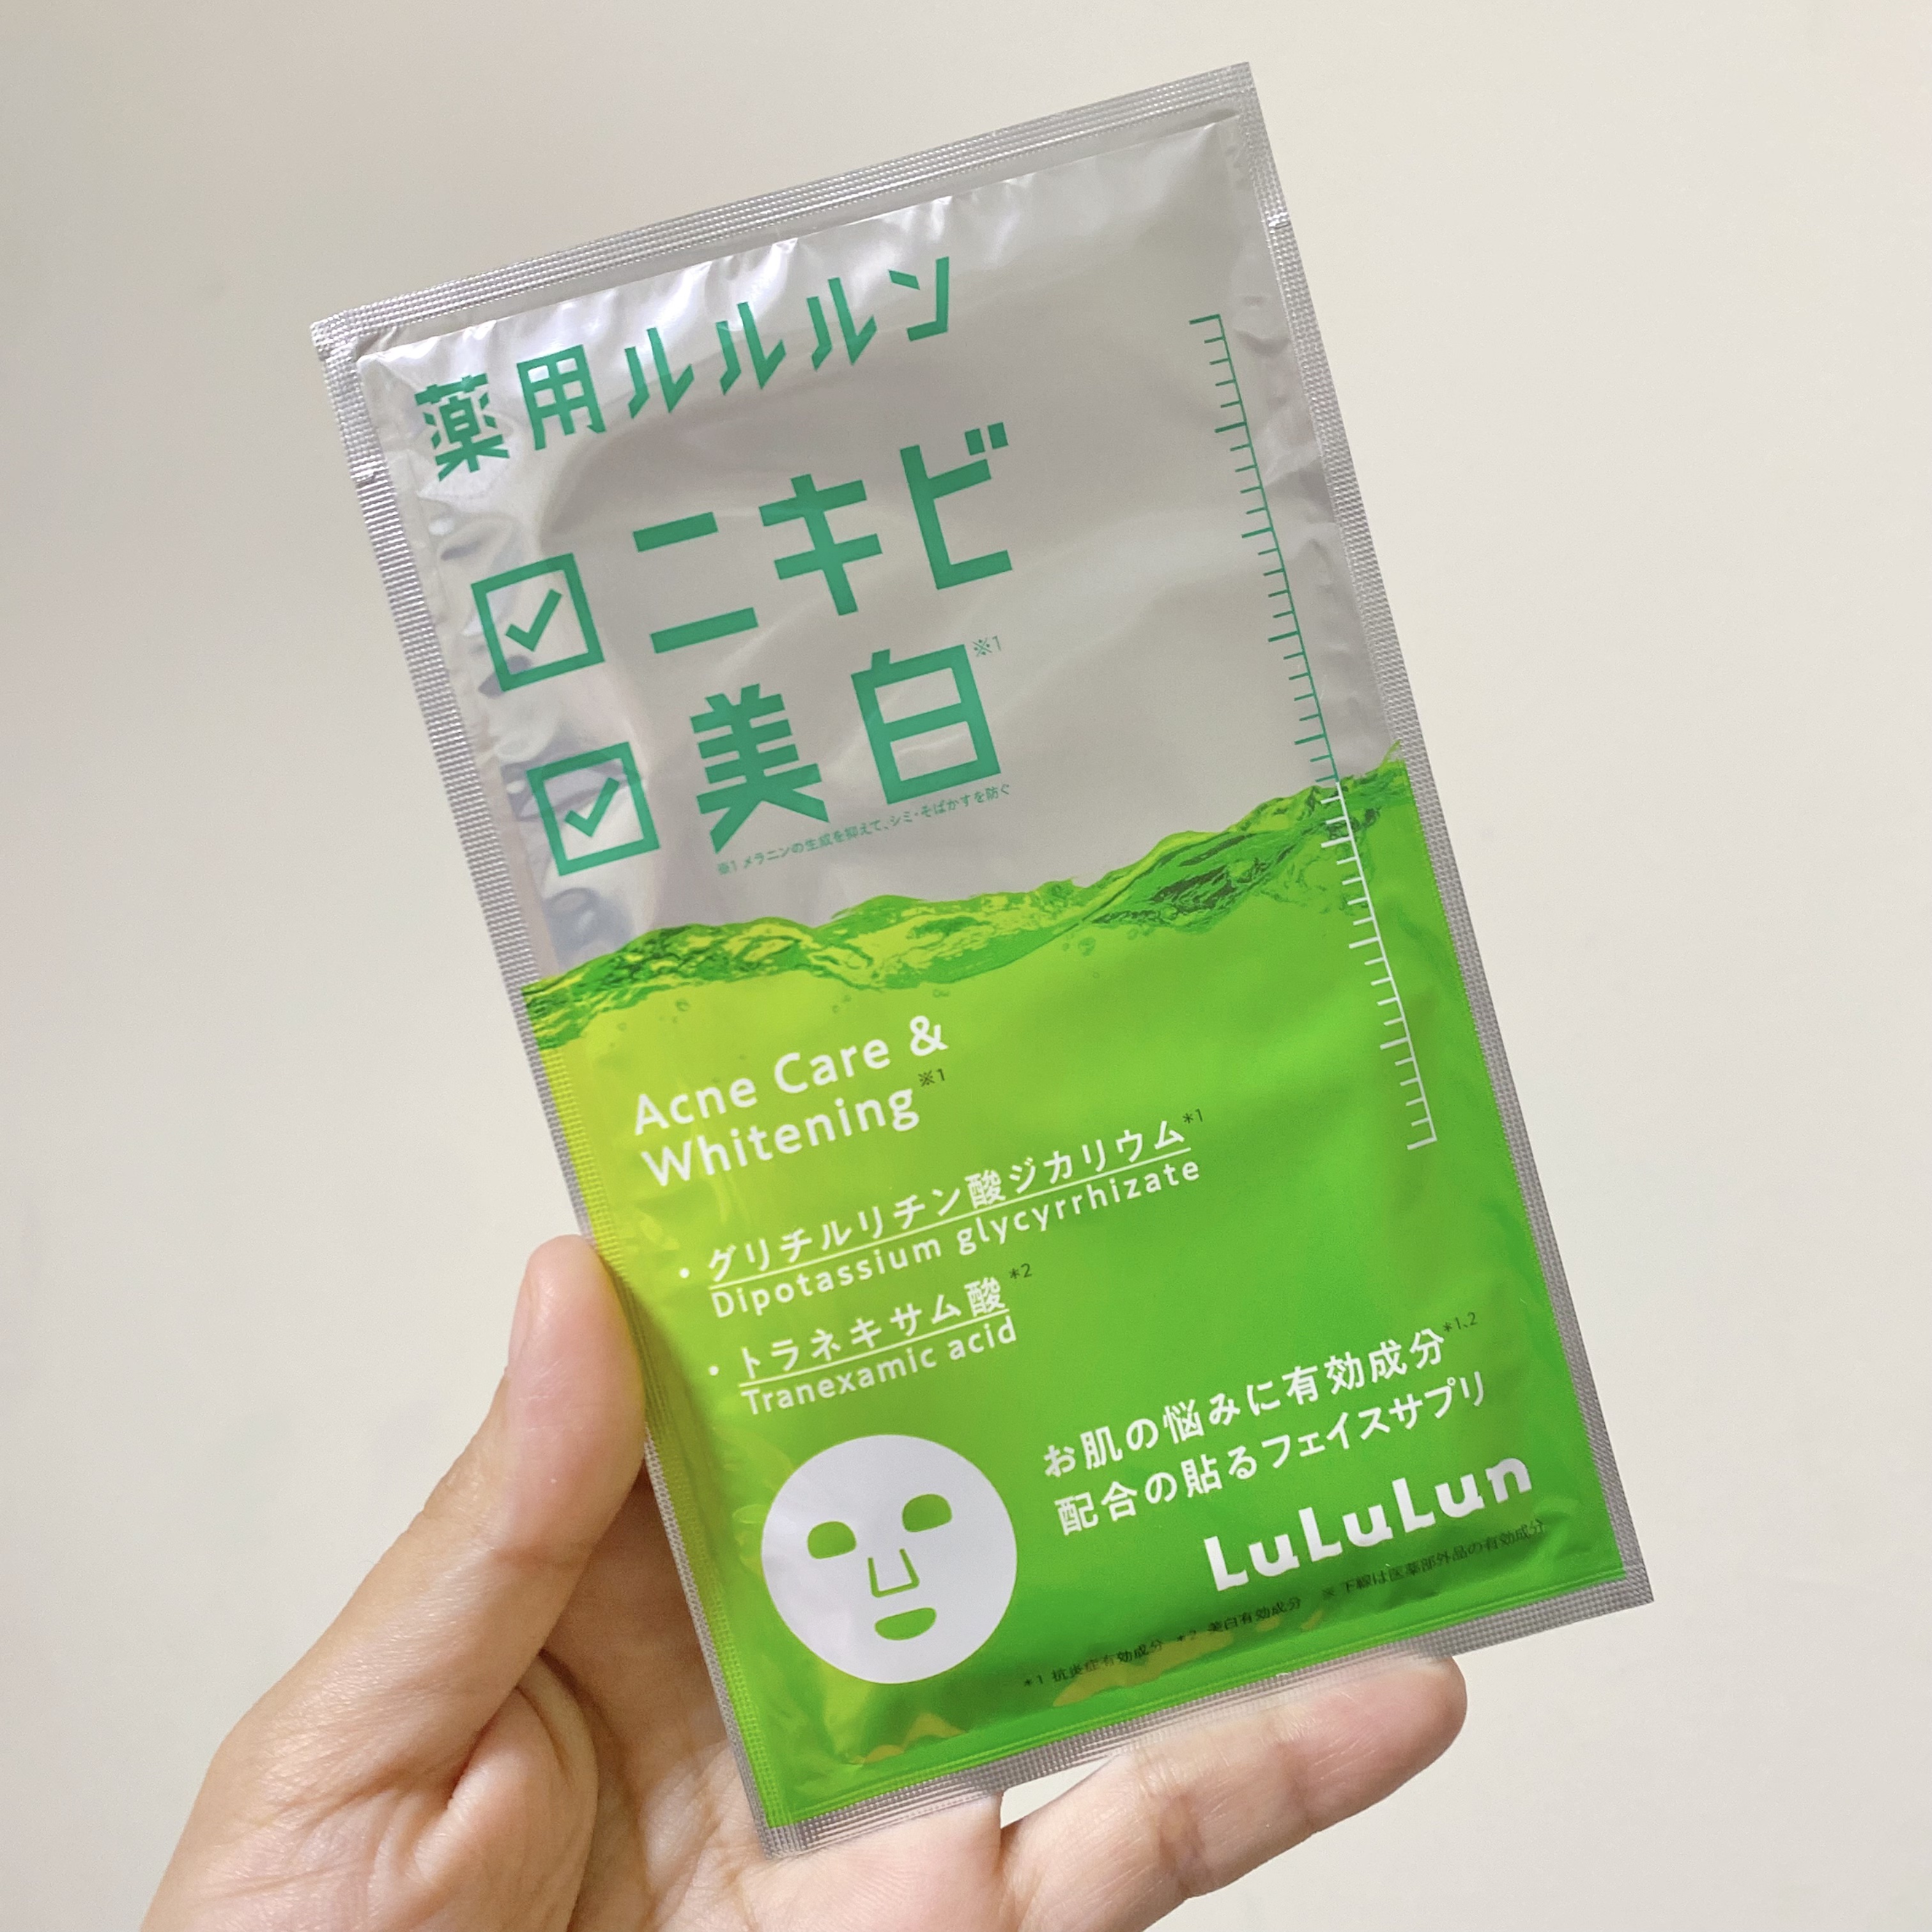 薬用ルルルン
ニキビ
美白※1
※1 メラニンの生成を抑えて、シミ・そばかすを防ぐ
Acne Care &
Whitening※1
・グリチルリチン酸ジカリウム*1
Dipotassium glycyrrhizate
・トラネキサム酸*2
Tranexamic acid
お肌の悩みに有効成分*1、2
配合の貼るフェイスサプリ
LuLuLun
*1 抗炎症有効成分 *2 美白有効成分 ※ 下線は医薬部外品の有効成分